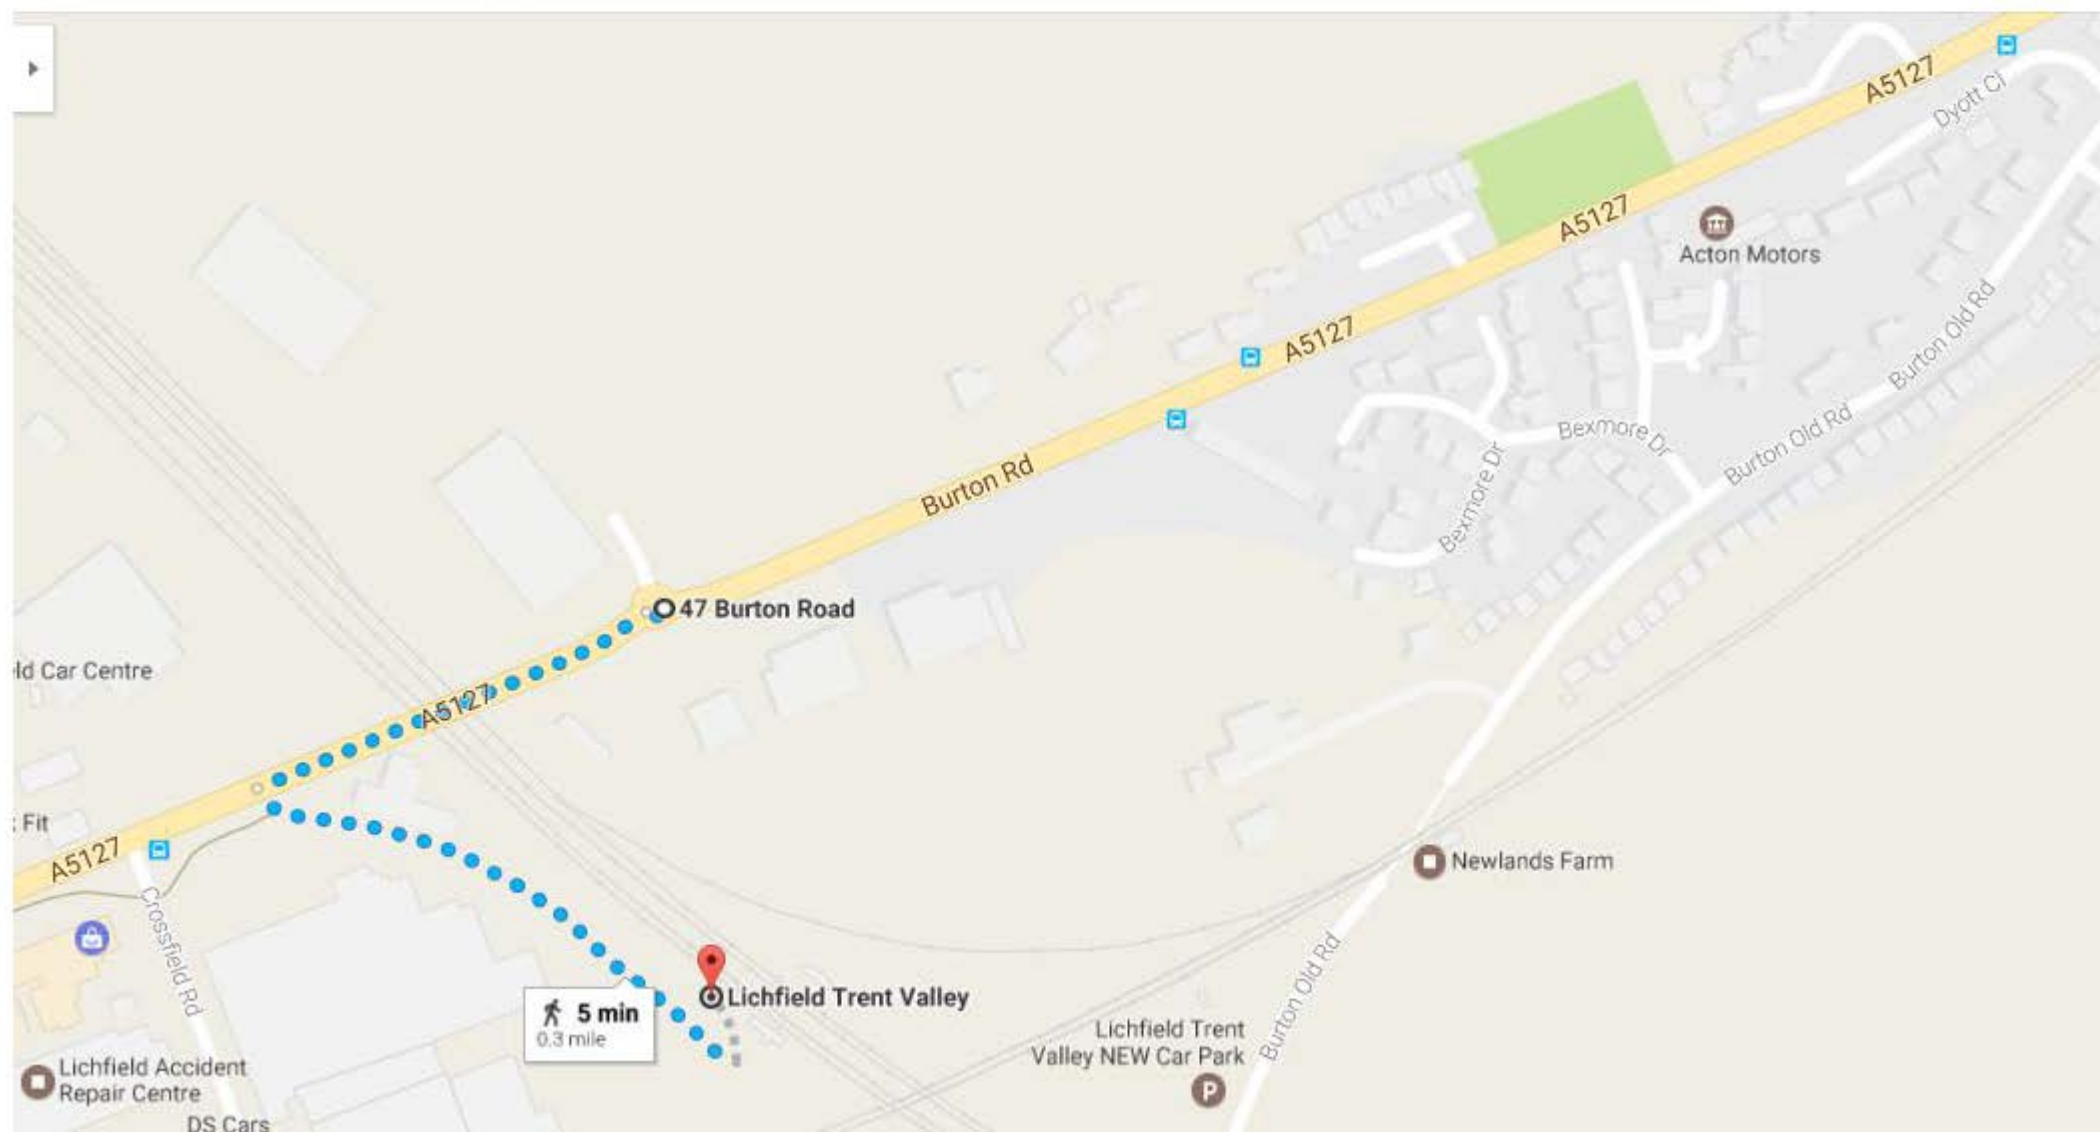 A5127
Dyott Cl
A5127
Acton Motors
A5127
Burton Old Rd
Bexmore Dr
Burton Old Rd
Burton Rd
Bexmore Dr
47 Burton Road
ld Car Centre
A5127
Fit
A5127
Newlands Farm
Crossfield Rd
Burton Old Rd
5 min
0.3 mile
Lichfield Trent Valley
Lichfield Trent
Valley NEW Car Park
P
Lichfield Accident
Repair Centre
DS Cars